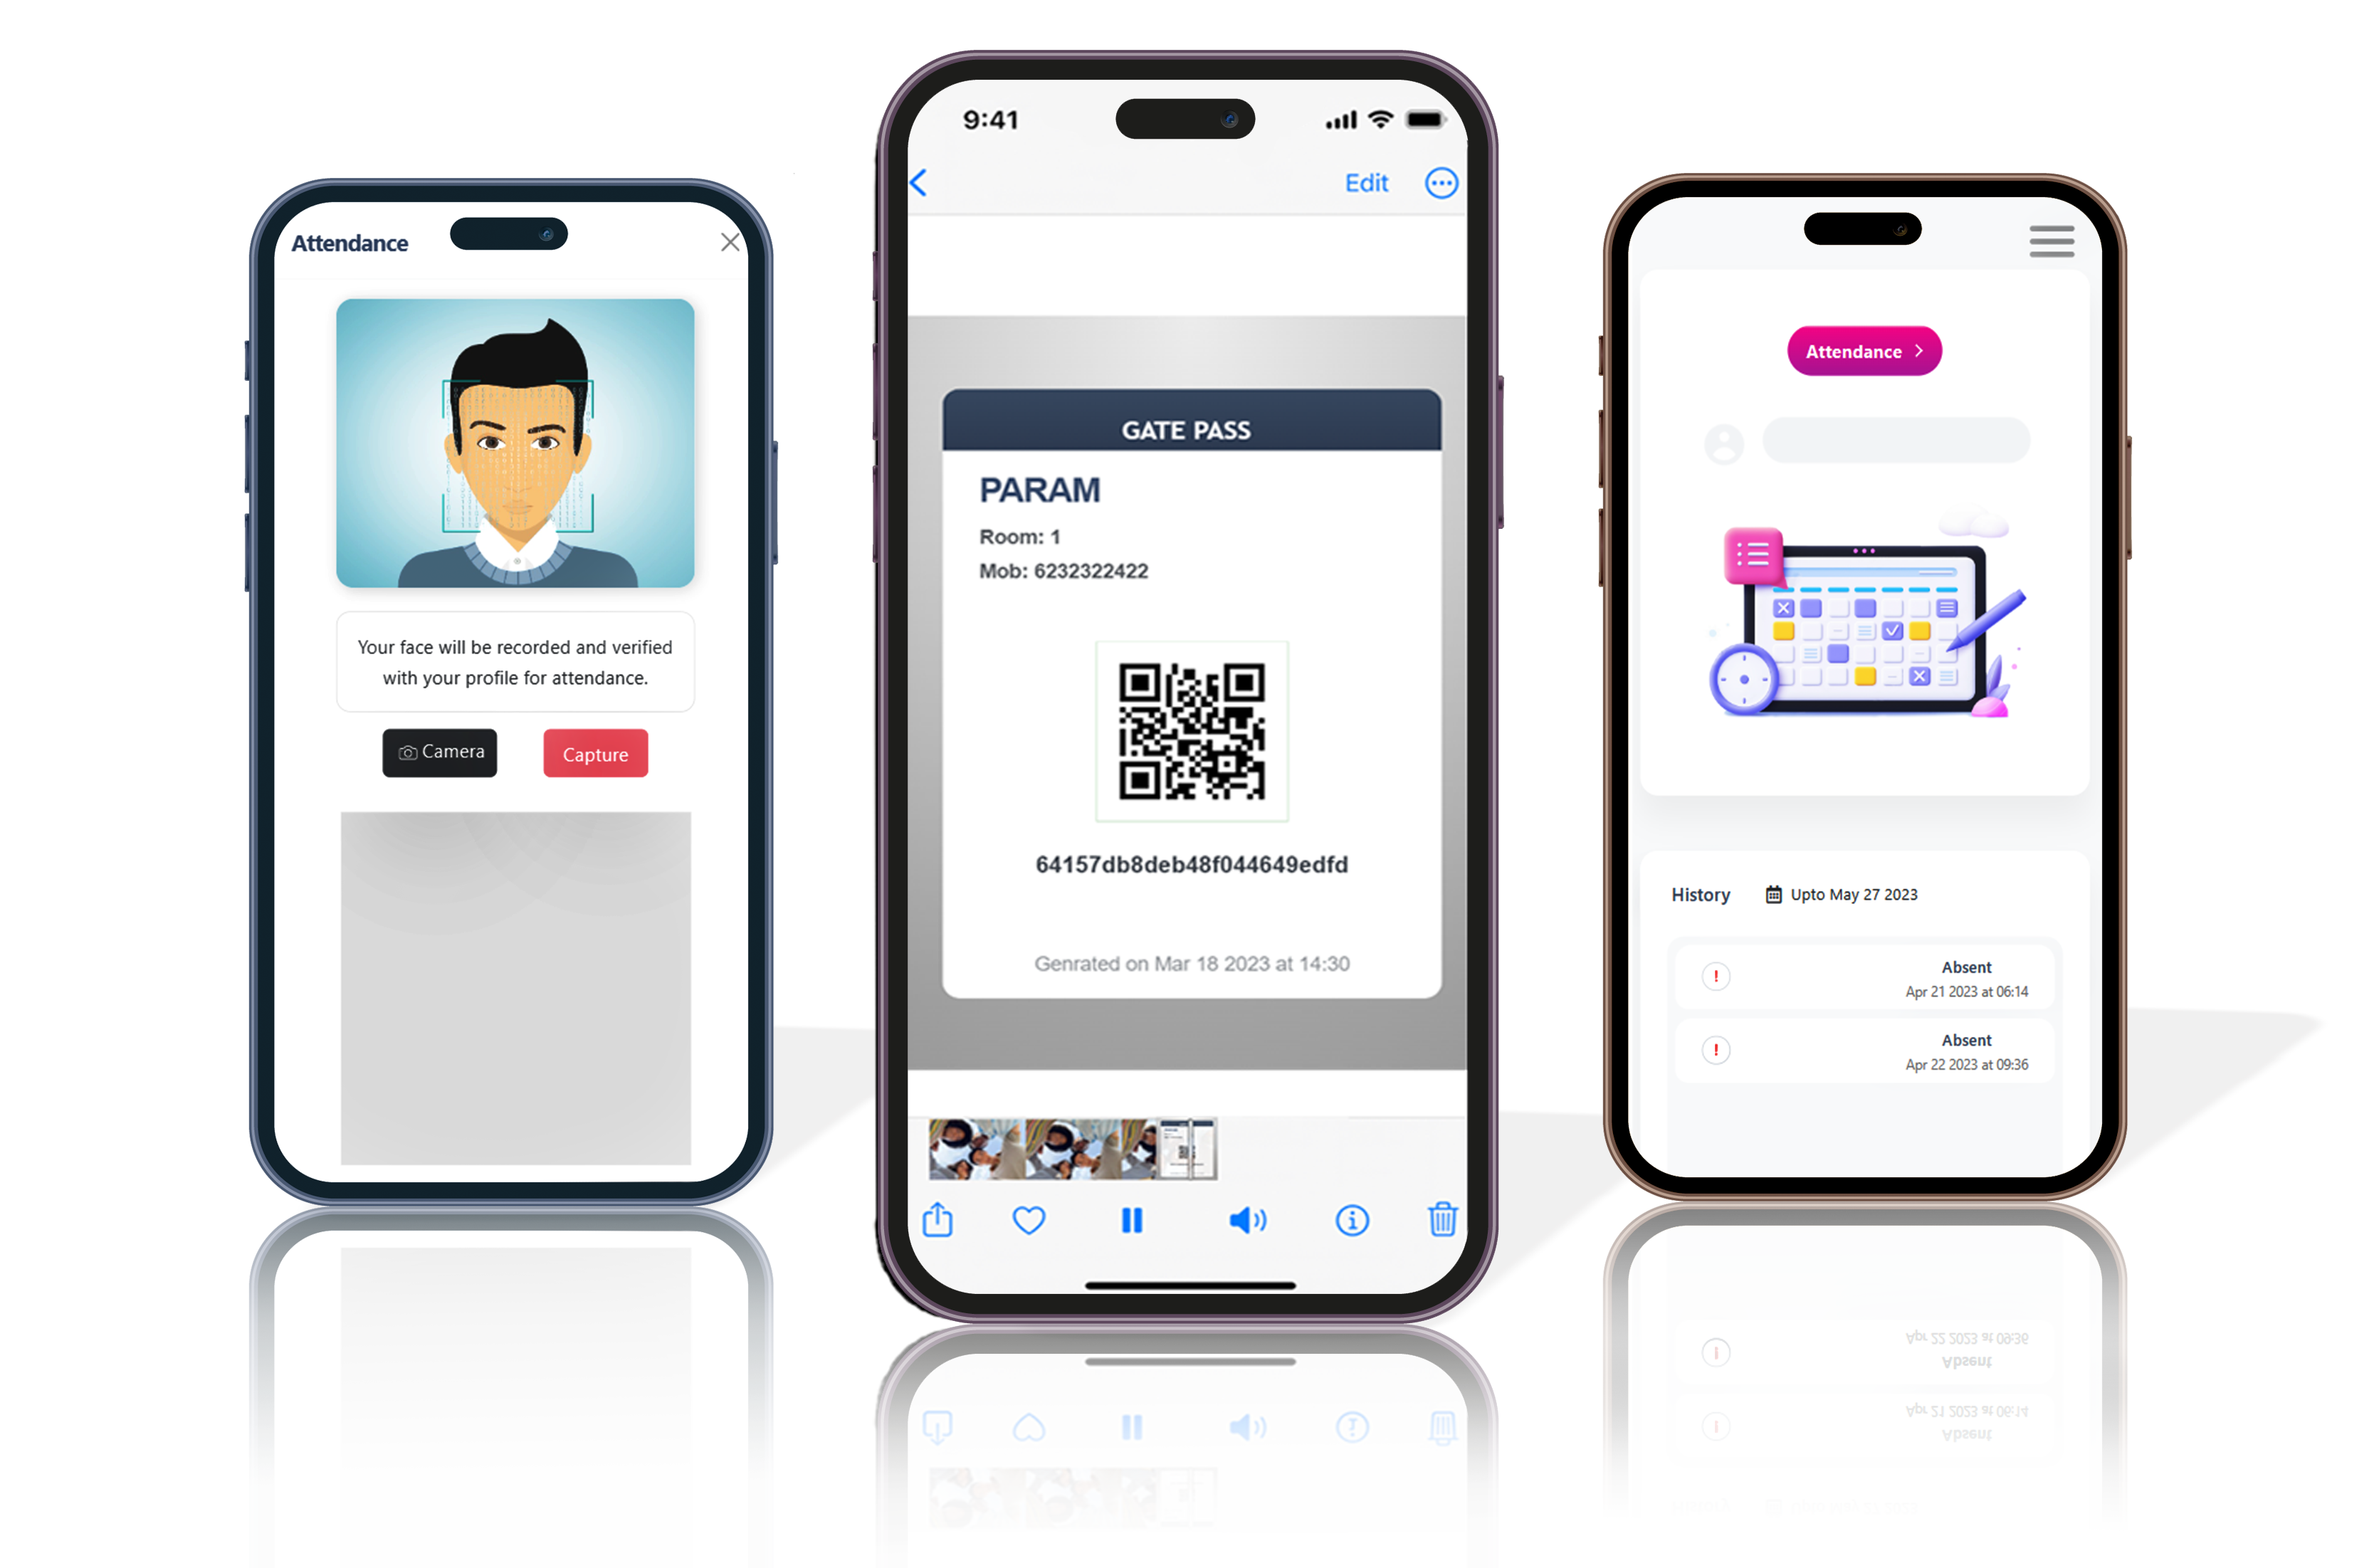 Attendance
Your face will be recorded and verified
with your profile for attendance.
Camera
Capture
9:41
Edit
GATE PASS
PARAM
Room: 1
Mob: 6232322422
64157db8deb48f044649edfd
Genrated on Mar 18 2023 at 14:30
Attendance
History
Upto May 27 2023
Absent
Apr 21 2023 at 06:14
Absent
Apr 22 2023 at 09:36